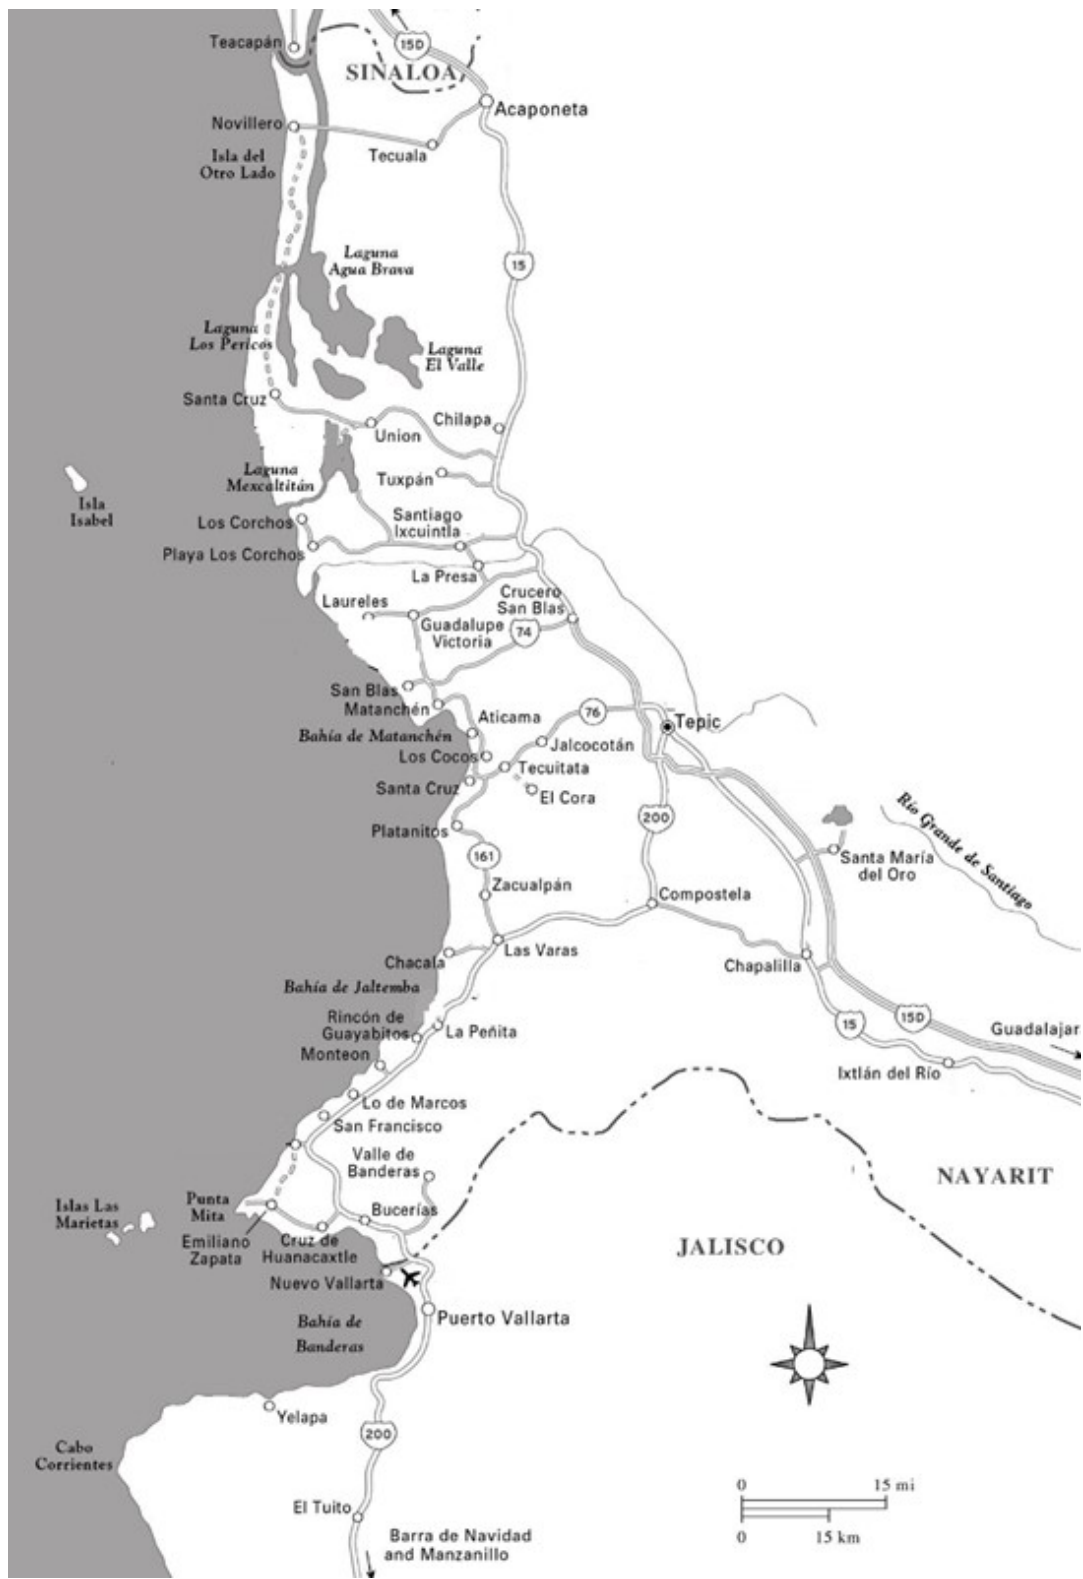 Teacapán
15D
SINALOA
Acaponeta
Novillero
Tecuala
Isla del
Otro Lado
Laguna
Agua Brava
15
Laguna
Los Pericos
Laguna
El Valle
Santa Cruz
Union
Chilapa
Laguna
Mexcaltitán
Tuxpán
Isla
Isabel
Los Corchos
Santiago
Ixcuintla
Playa Los Corchos
La Presa
Laureles
Crucero
San Blas
Guadalupe
Victoria
74
San Blas
Matanchén
Aticama
76
Tepic
Bahía de Matanchén
Jalcocotán
Los Cocos
Tecuitata
Santa Cruz
El Cora
Platanitos
200
Río Grande de Santiago
161
Santa María
del Oro
Zacualpán
Compostela
Las Varas
Chacala
Chapalilla
Bahía de Jaltemba
Rincón de
Guayabitos
La Peñita
15
15D
Guadalajar
Monteon
Ixtlán del Río
Lo de Marcos
San Francisco
Valle de
Banderas
NAYARIT
Islas Las
Marietas
Punta
Mita
Bucerías
Emiliano
Zapata
Cruz de
Huanacaxtle
JALISCO
Nuevo Vallarta
Bahía de
Banderas
Puerto Vallarta
Yelapa
200
Cabo
Corrientes
0 15 mi
0 15 km
El Tuito
Barra de Navidad
and Manzanillo